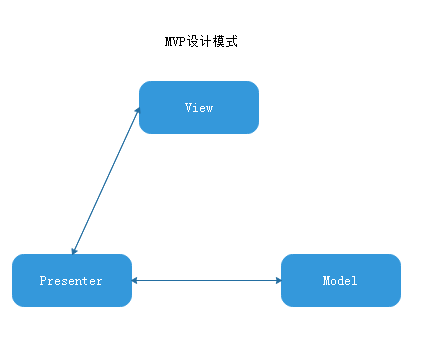 MVP设计模式
View
Presenter
Model